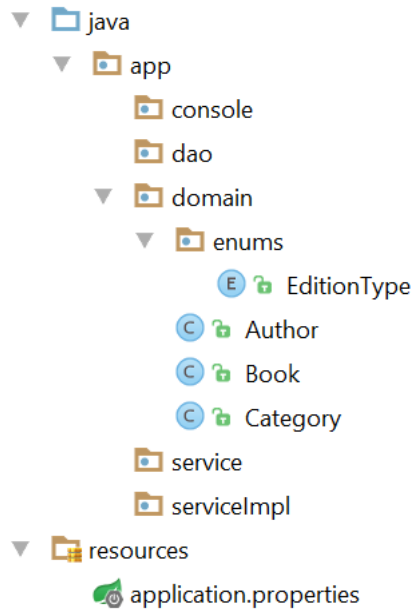 java
app
console
dao
domain
enums
E EditionType
C Author
C Book
C Category
service
serviceImpl
resources
application.properties